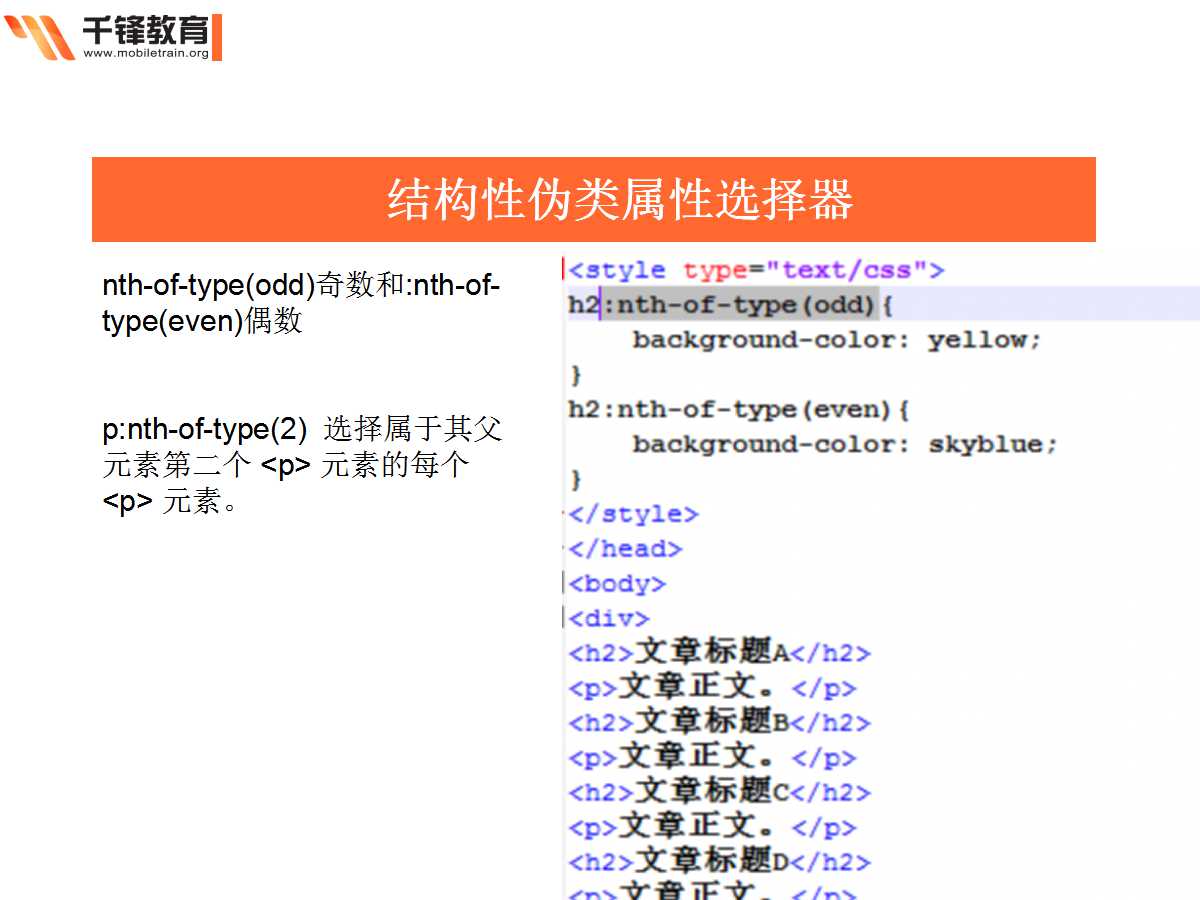 千锋教育
www.mobiletrain.org
结构性伪类属性选择器
nth-of-type(odd)奇数和:nth-of-
type(even)偶数
p:nth-of-type(2)  选择属于其父
元素第二个 <p> 元素的每个
<p> 元素。
<style type="text/css">
h2:nth-of-type(odd){
    background-color: yellow;
}
h2:nth-of-type(even){
    background-color: skyblue;
}
</style>
</head>
<body>
<div>
<h2>文章标题A</h2>
<p>文章正文。</p>
<h2>文章标题B</h2>
<p>文章正文。</p>
<h2>文章标题C</h2>
<p>文章正文。</p>
<h2>文章标题D</h2>
<p>文章正文。</p>